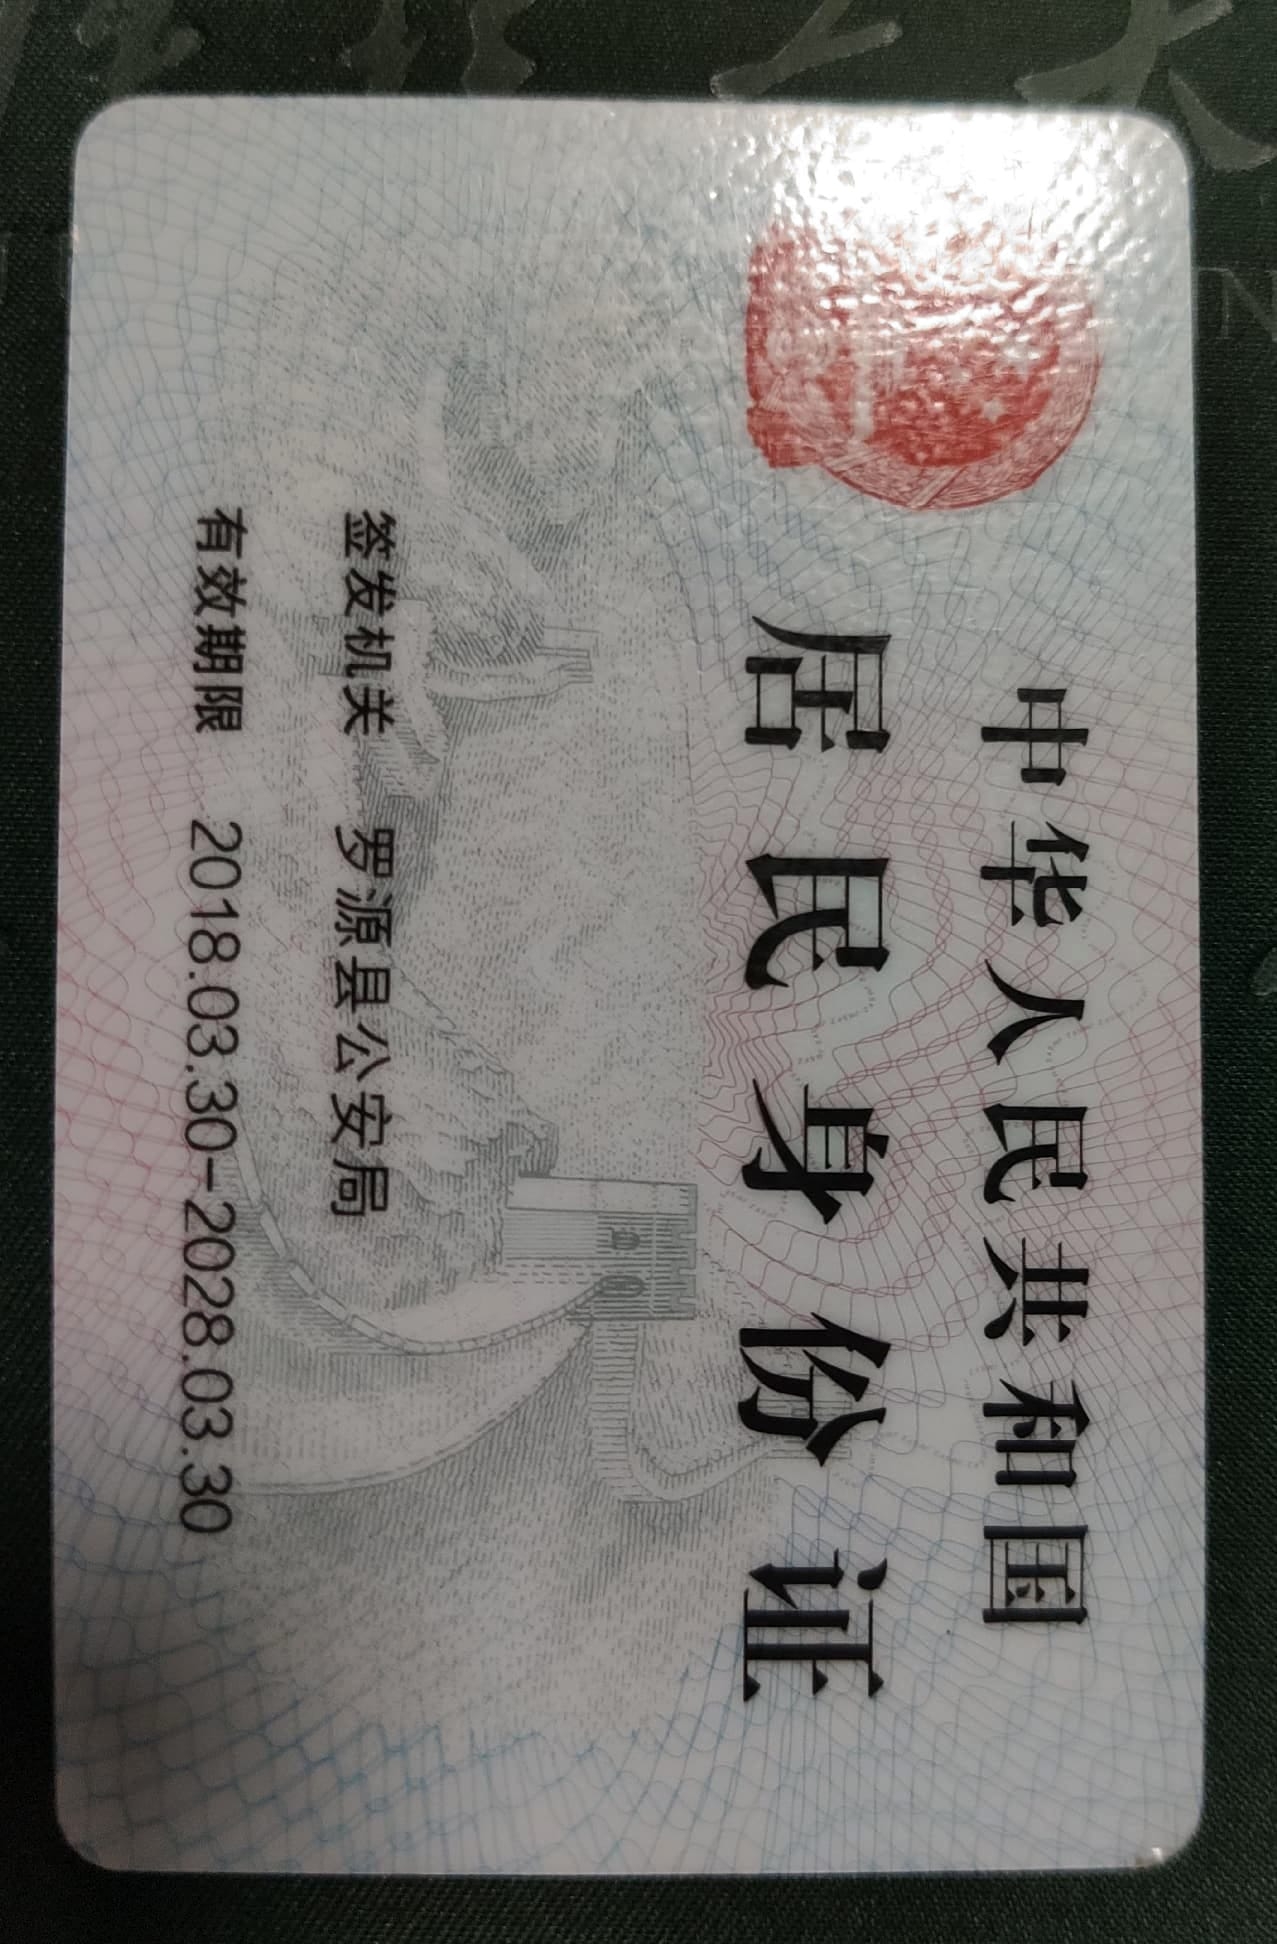 中华人民共和国
居民身份证
签发机关 罗源县公安局
有效期限 2018.03.30-2028.03.30